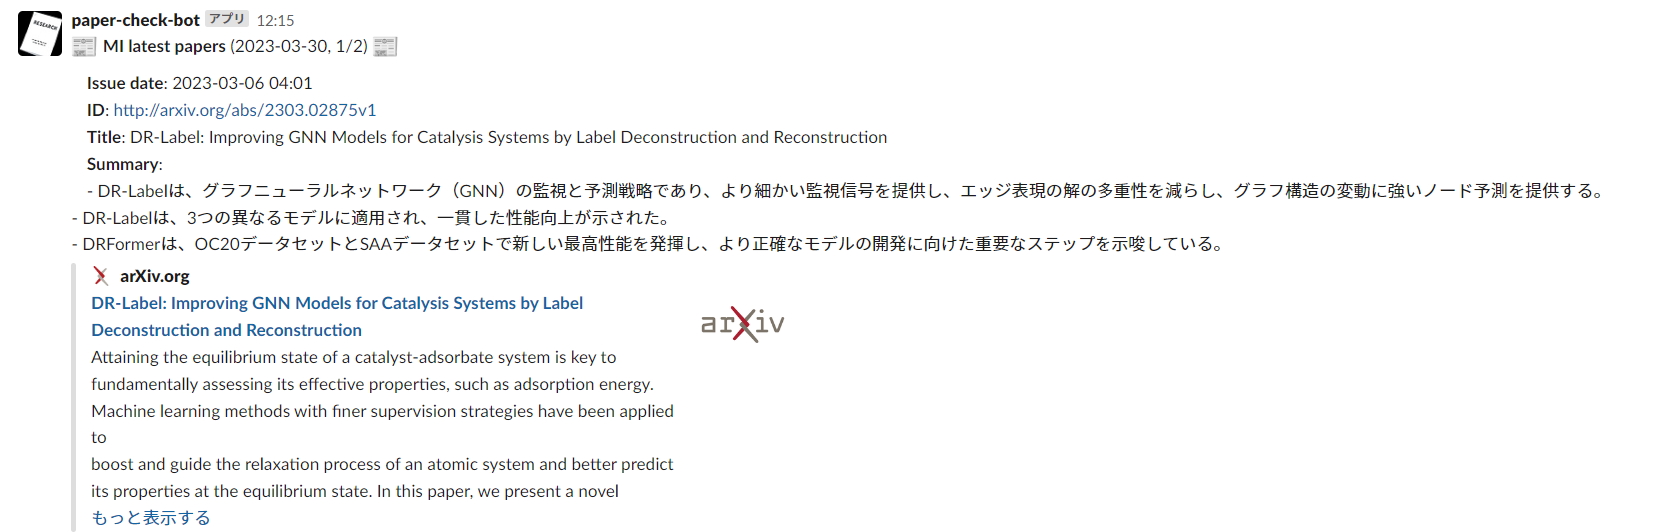 paper-check-bot アプリ 12:15
MI latest papers (2023-03-30, 1/2)
Issue date: 2023-03-06 04:01
ID: http://arxiv.org/abs/2303.02875v1
Title: DR-Label: Improving GNN Models for Catalysis Systems by Label Deconstruction and Reconstruction
Summary:
- DR-Labelは、グラフニューラルネットワーク（GNN）の監視と予測戦略であり、より細かい監視信号を提供し、エッジ表現の解の多重性を減らし、グラフ構造の変動に強いノード予測を提供する。
- DR-Labelは、3つの異なるモデルに適用され、一貫した性能向上が示された。
- DRFormerは、OC20データセットとSAAデータセットで新しい最高性能を発揮し、より正確なモデルの開発に向けた重要なステップを示唆している。
arXiv.org
DR-Label: Improving GNN Models for Catalysis Systems by Label
Deconstruction and Reconstruction
Attaining the equilibrium state of a catalyst-adsorbate system is key to
fundamentally assessing its effective properties, such as adsorption energy.
Machine learning methods with finer supervision strategies have been applied
to
boost and guide the relaxation process of an atomic system and better predict
its properties at the equilibrium state. In this paper, we present a novel
もっと表示する
arXiv